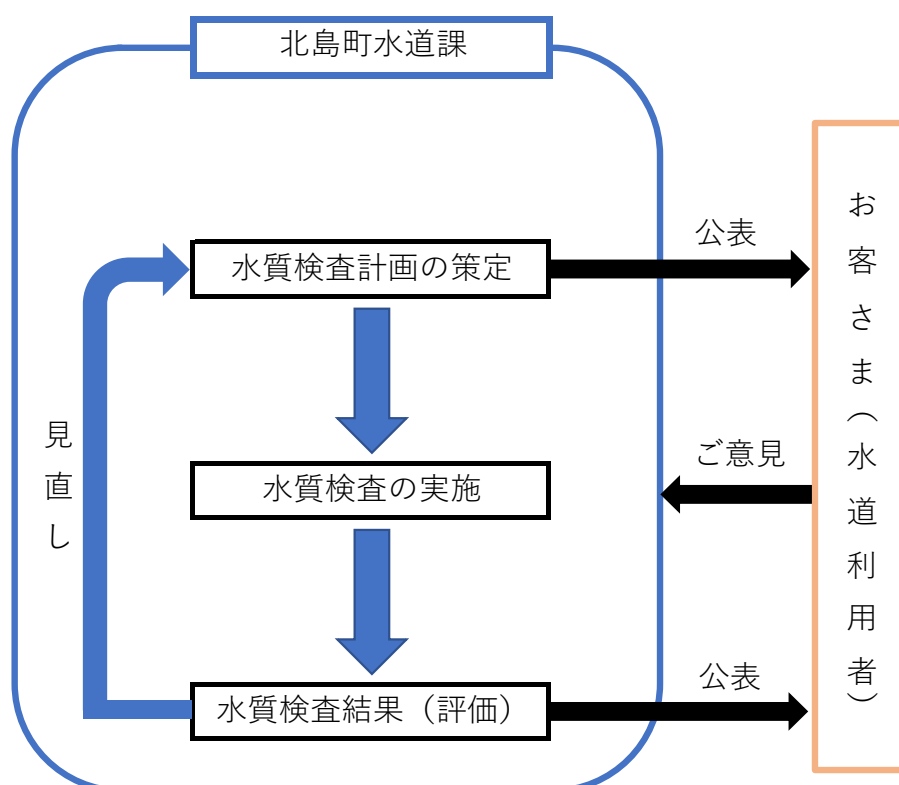 北島町水道課
水質検査計画の策定
公表
お客さま(水道利用者)
見直し
水質検査の実施
ご意見
水質検査結果（評価）
公表